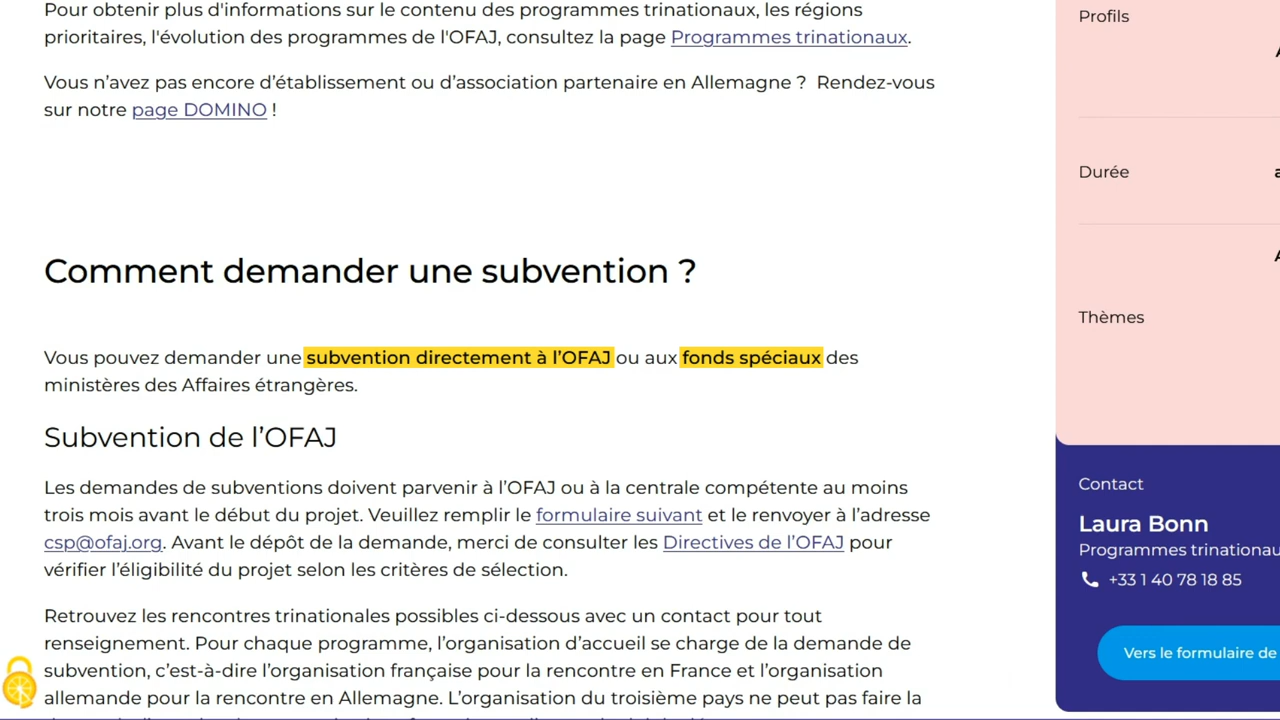 Pour obtenir plus d'informations sur le contenu des programmes trinationaux, les régions
prioritaires, l'évolution des programmes de l'OFAJ, consultez la page Programmes trinationaux.
Vous n’avez pas encore d’établissement ou d’association partenaire en Allemagne ? Rendez-vous
sur notre page DOMINO !
Comment demander une subvention ?
Vous pouvez demander une subvention directement à l’OFAJ ou aux fonds spéciaux des
ministères des Affaires étrangères.
Subvention de l’OFAJ
Les demandes de subventions doivent parvenir à l’OFAJ ou à la centrale compétente au moins
trois mois avant le début du projet. Veuillez remplir le formulaire suivant et le renvoyer à l’adresse
csp@ofaj.org. Avant le dépôt de la demande, merci de consulter les Directives de l’OFAJ pour
vérifier l’éligibilité du projet selon les critères de sélection.
Retrouvez les rencontres trinationales possibles ci-dessous avec un contact pour tout
renseignement. Pour chaque programme, l’organisation d’accueil se charge de la demande de
subvention, c’est-à-dire l’organisation française pour la rencontre en France et l’organisation
allemande pour la rencontre en Allemagne. L’organisation du troisième pays ne peut pas faire la
Profils
Durée
Thèmes
Contact
Laura Bonn
Programmes trinationau
+33 1 40 78 18 85
Vers le formulaire de